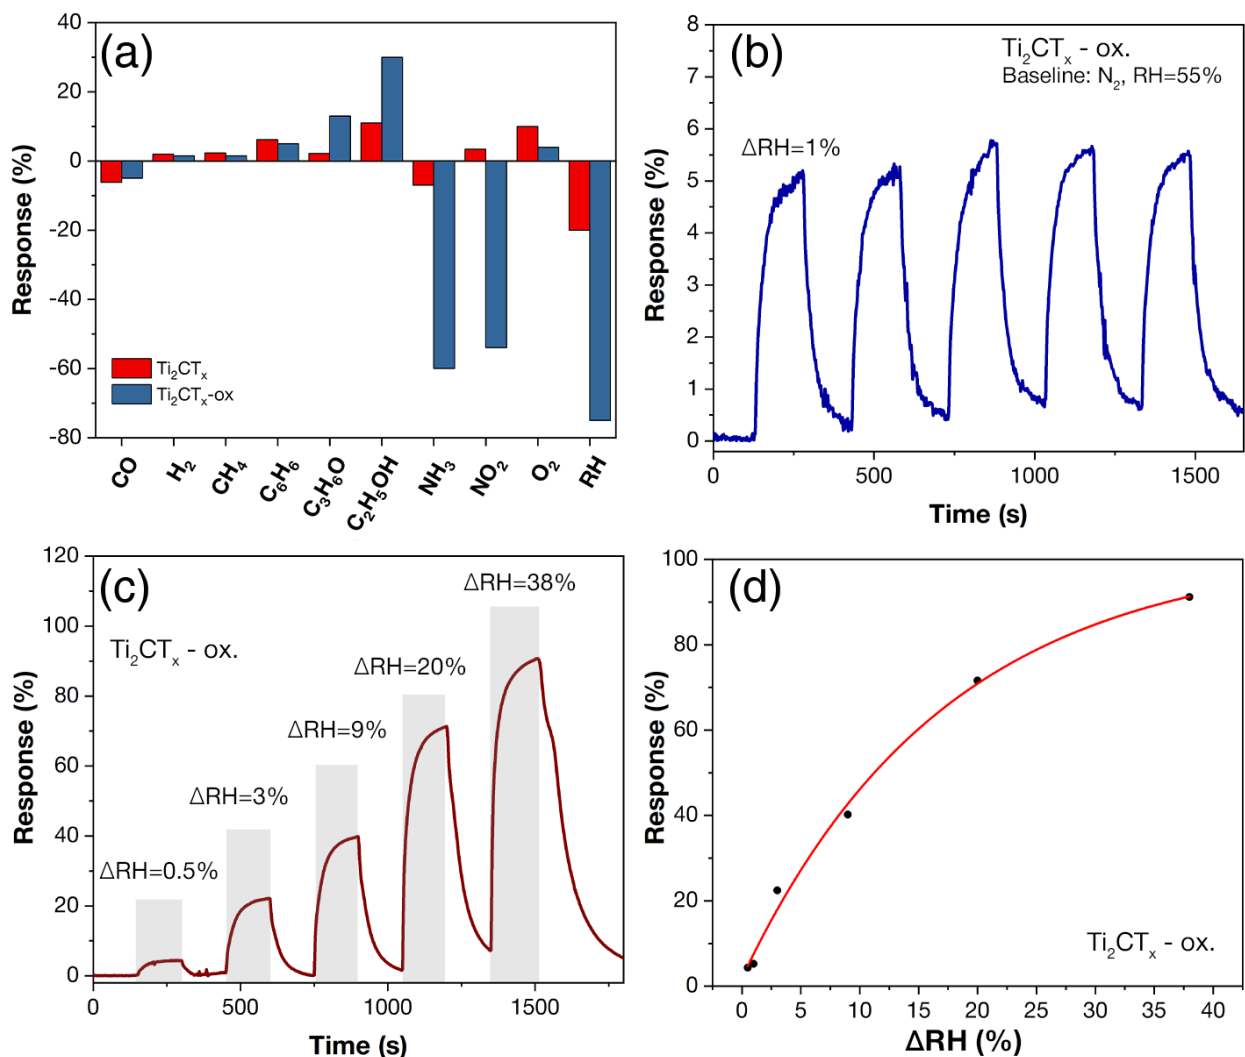 (a)
Response (%)
40
20
0
-20
-40
-60
-80
Ti₂CTₓ
Ti₂CTₓ-ox
CO
H₂
CH₄
C₆H₆
C₃H₆O
C₂H₅OH
NH₃
NO₂
O₂
RH
(b)
Ti₂CTₓ - ox.
Baseline: N₂, RH=55%
ΔRH=1%
Response (%)
8
7
6
5
4
3
2
1
0
0 500 1000 1500
Time (s)
(c)
Ti₂CTₓ - ox.
ΔRH=0.5%
ΔRH=3%
ΔRH=9%
ΔRH=20%
ΔRH=38%
Response (%)
120
100
80
60
40
20
0
0 500 1000 1500
Time (s)
(d)
Response (%)
100
80
60
40
20
0
Ti₂CTₓ - ox.
0 5 10 15 20 25 30 35 40
ΔRH (%)